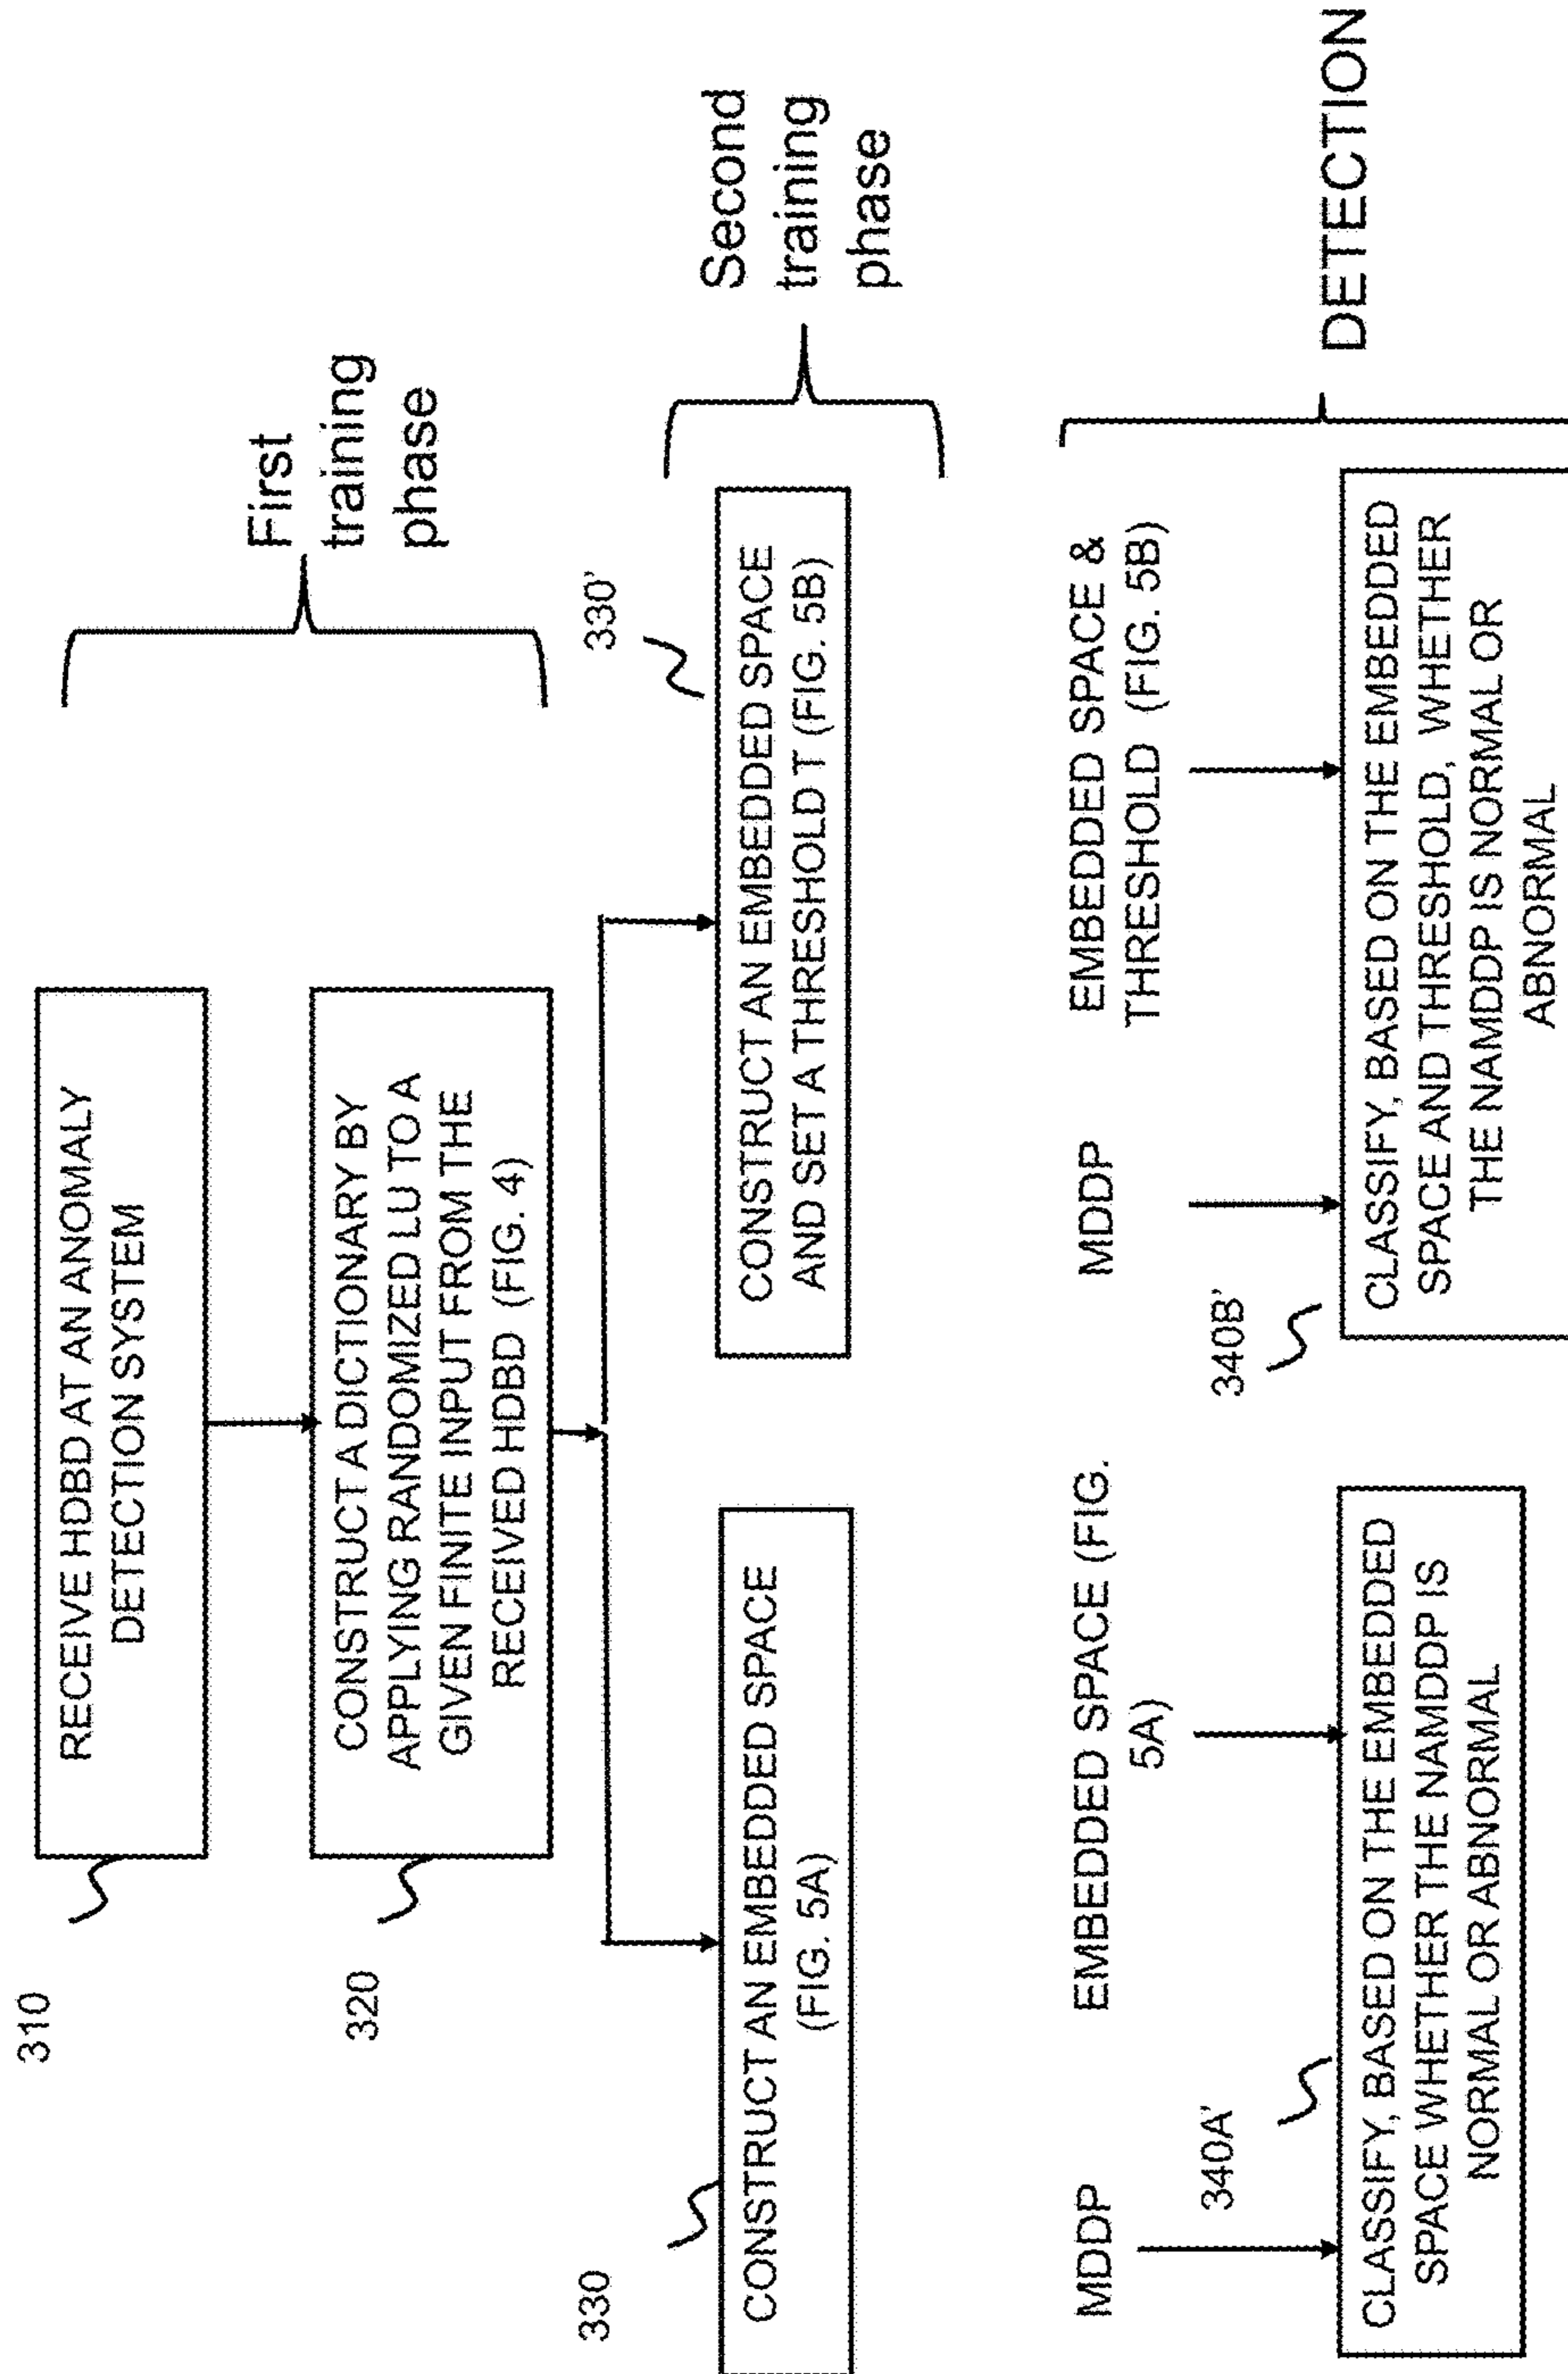 310
RECEIVE HDBD AT AN ANOMALY
DETECTION SYSTEM
320
CONSTRUCT A DICTIONARY BY
APPLYING RANDOMIZED LU TO A
GIVEN FINITE INPUT FROM THE
RECEIVED HDBD (FIG. 4)
First
training
phase
330
CONSTRUCT AN EMBEDDED SPACE
(FIG. 5A)
330'
CONSTRUCT AN EMBEDDED SPACE
AND SET A THRESHOLD T (FIG. 5B)
Second
training
phase
MDDP
EMBEDDED SPACE (FIG.
5A)
340A'
CLASSIFY, BASED ON THE EMBEDDED
SPACE WHETHER THE NAMDDP IS
NORMAL OR ABNORMAL
MDDP
EMBEDDED SPACE &
THRESHOLD (FIG. 5B)
340B'
CLASSIFY, BASED ON THE EMBEDDED
SPACE AND THRESHOLD, WHETHER
THE NAMDDP IS NORMAL OR
ABNORMAL
DETECTION